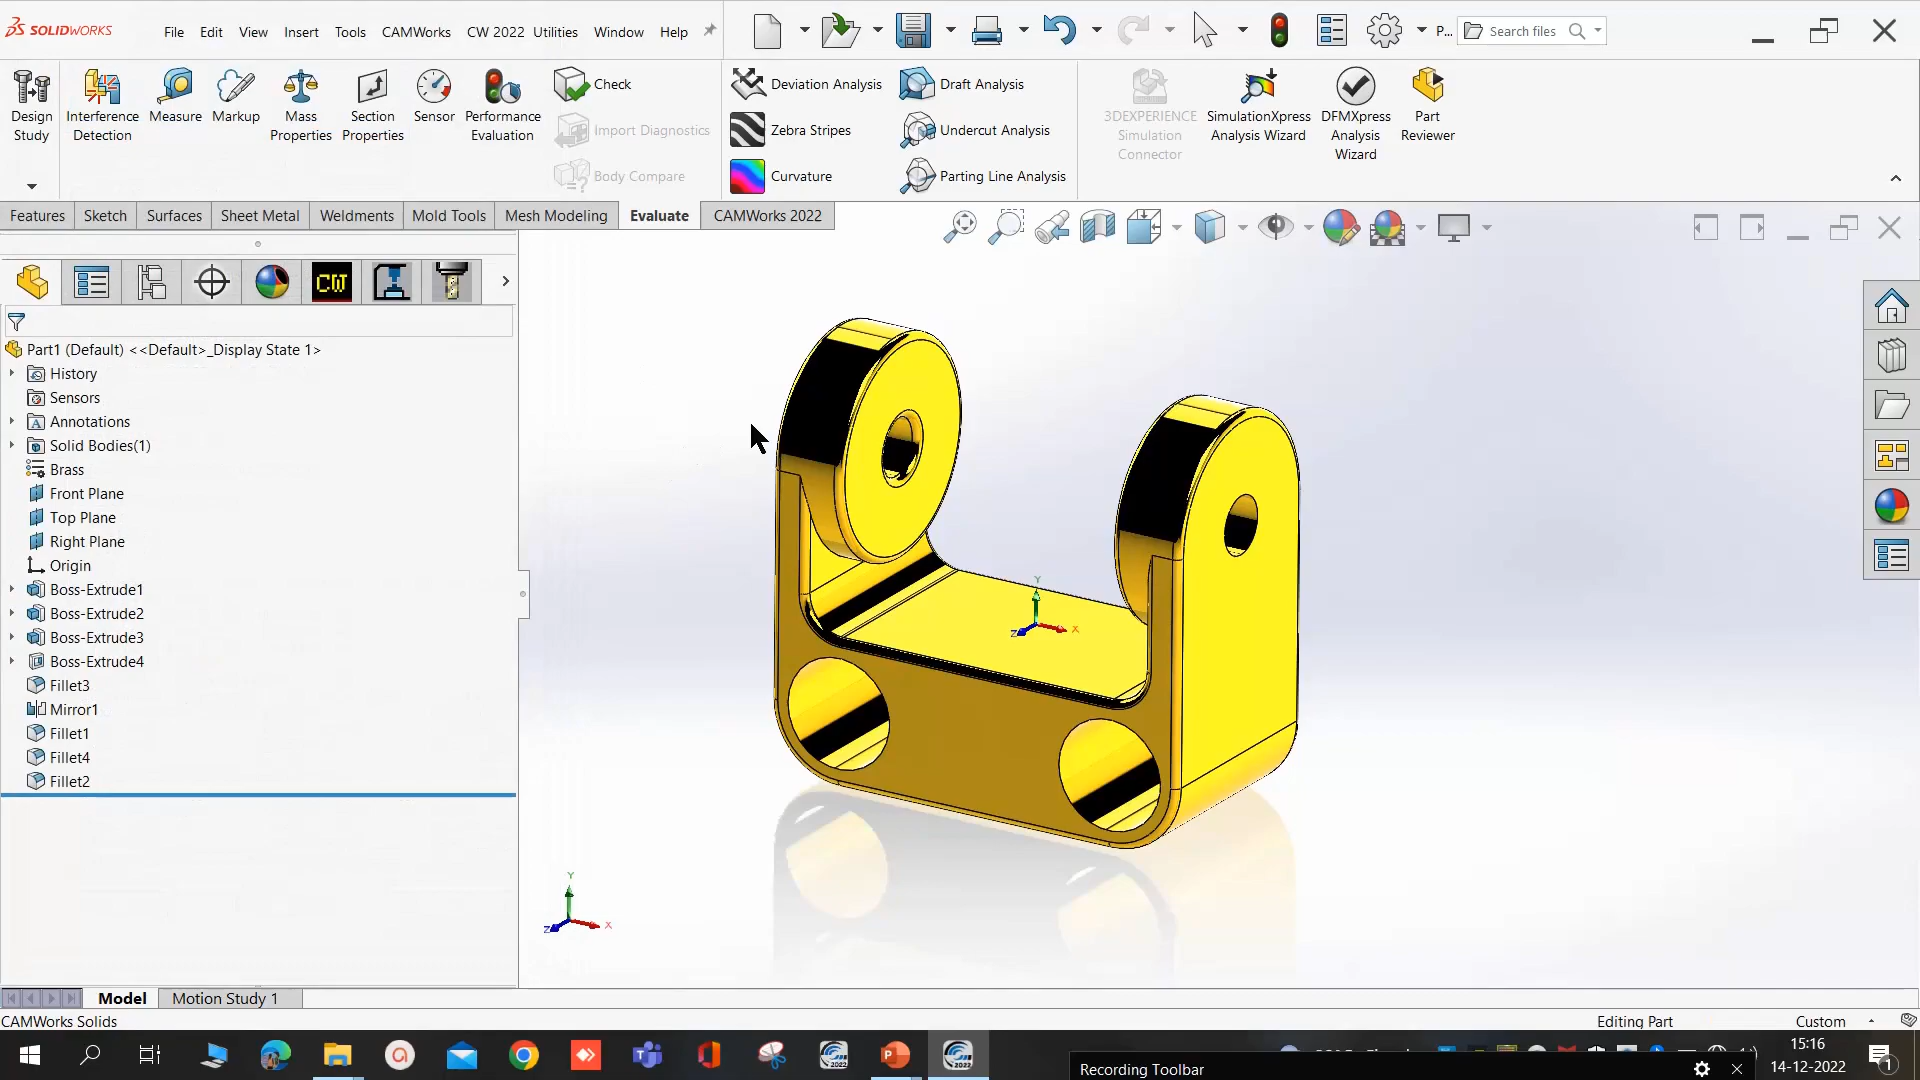 SOLIDWORKS File Edit View Insert Tools CAMWorks CW 2022 Utilities Window Help P... Search files
Design Study
Interference Detection
Measure
Markup
Mass Properties
Section Properties
Sensor
Performance Evaluation
Check
Import Diagnostics
Body Compare
Deviation Analysis
Zebra Stripes
Curvature
Draft Analysis
Undercut Analysis
Parting Line Analysis
3DEXPERIENCE Simulation Connector
SimulationXpress Analysis Wizard
DFMXpress Analysis Wizard
Part Reviewer
Features Sketch Surfaces Sheet Metal Weldments Mold Tools Mesh Modeling Evaluate CAMWorks 2022
CW
Part1 (Default) <<Default>_Display State 1>
History
Sensors
Annotations
Solid Bodies(1)
Brass
Front Plane
Top Plane
Right Plane
Origin
Boss-Extrude1
Boss-Extrude2
Boss-Extrude3
Boss-Extrude4
Fillet3
Mirror1
Fillet1
Fillet4
Fillet2
Y
X
Z
Y
X
Z
Model Motion Study 1
CAMWorks Solids Editing Part Custom
15:16
14-12-2022
1
Recording Toolbar